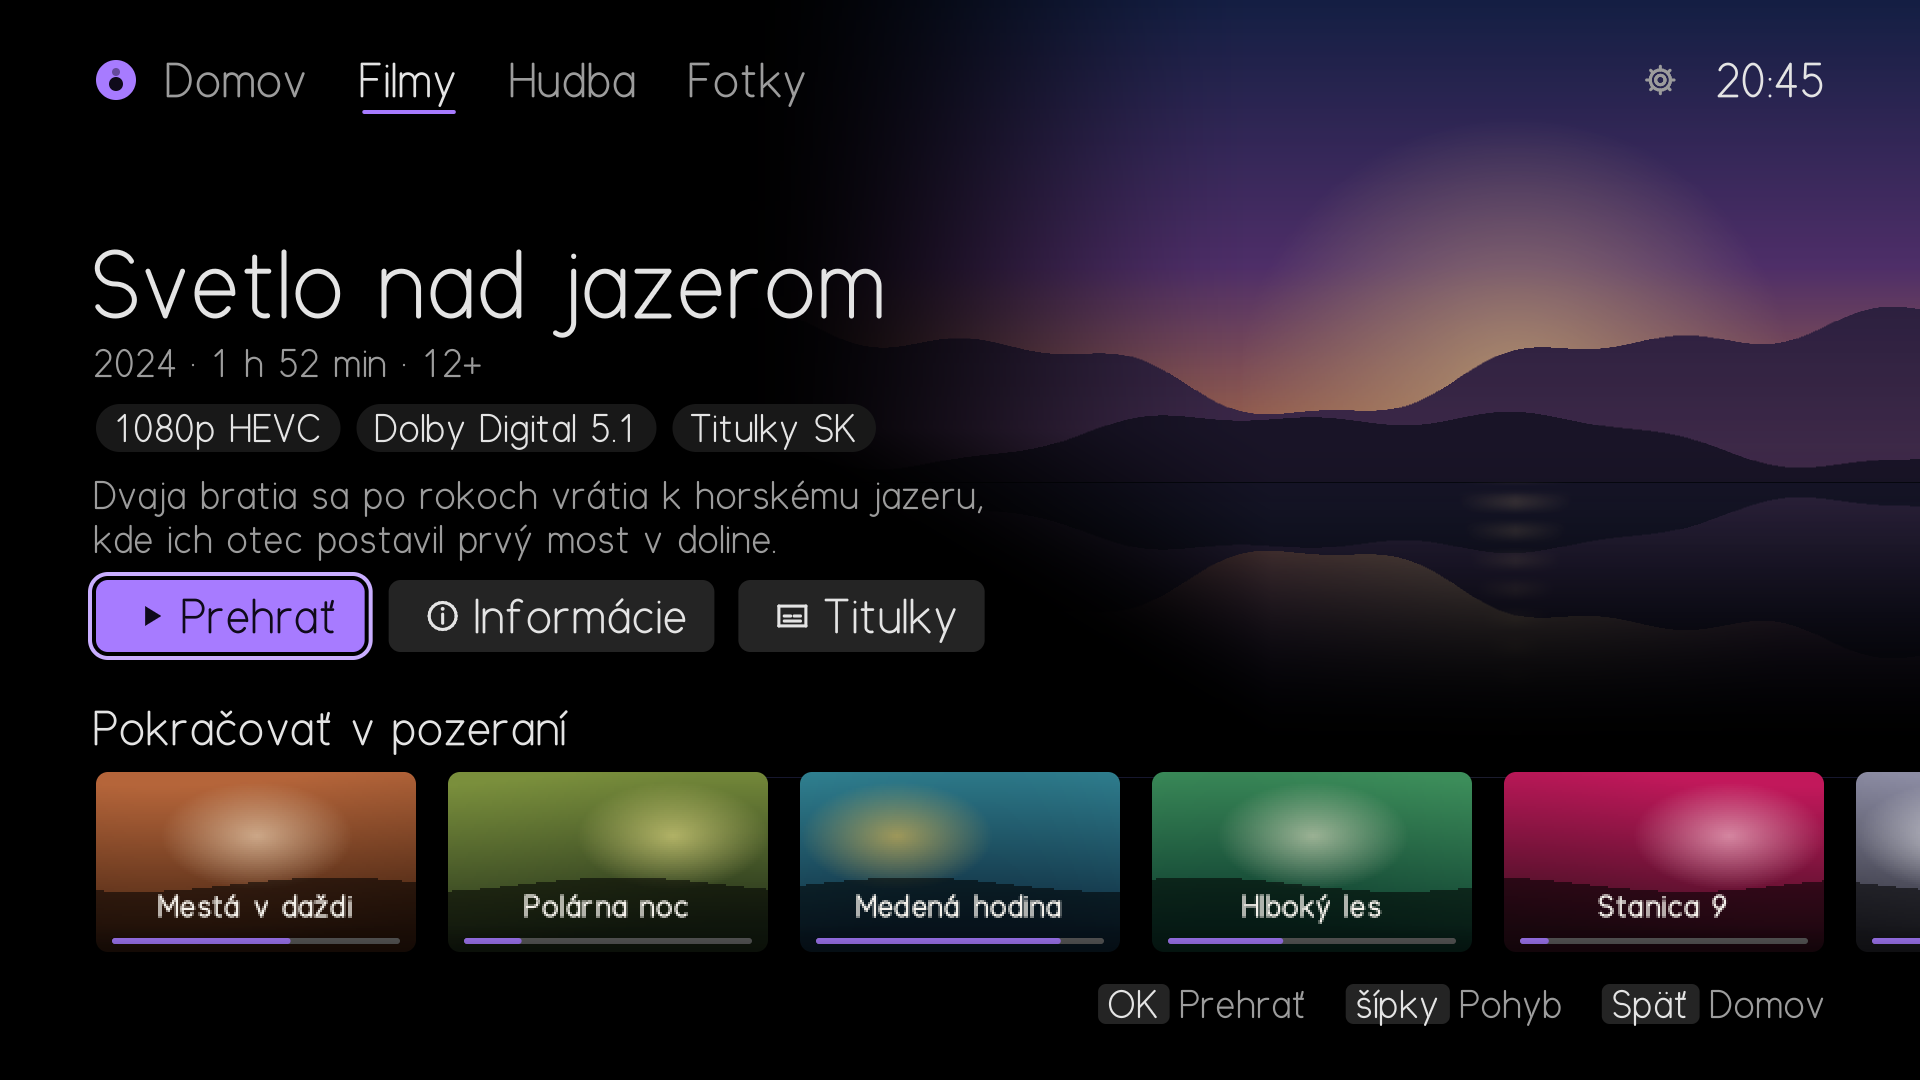 Domov Filmy Hudba Fotky 20:45
Svetlo nad jazerom
2024 · 1 h 52 min · 12+
1080p HEVC Dolby Digital 5.1 Titulky SK
Dvaja bratia sa po rokoch vrátia k horskému jazeru,
kde ich otec postavil prvý most v doline.
Prehrať Informácie Titulky
Pokračovať v pozeraní
Mestá v daždi Polárna noc Medená hodina Hlboký les Stanica 9
OK Prehrať šípky Pohyb Späť Domov